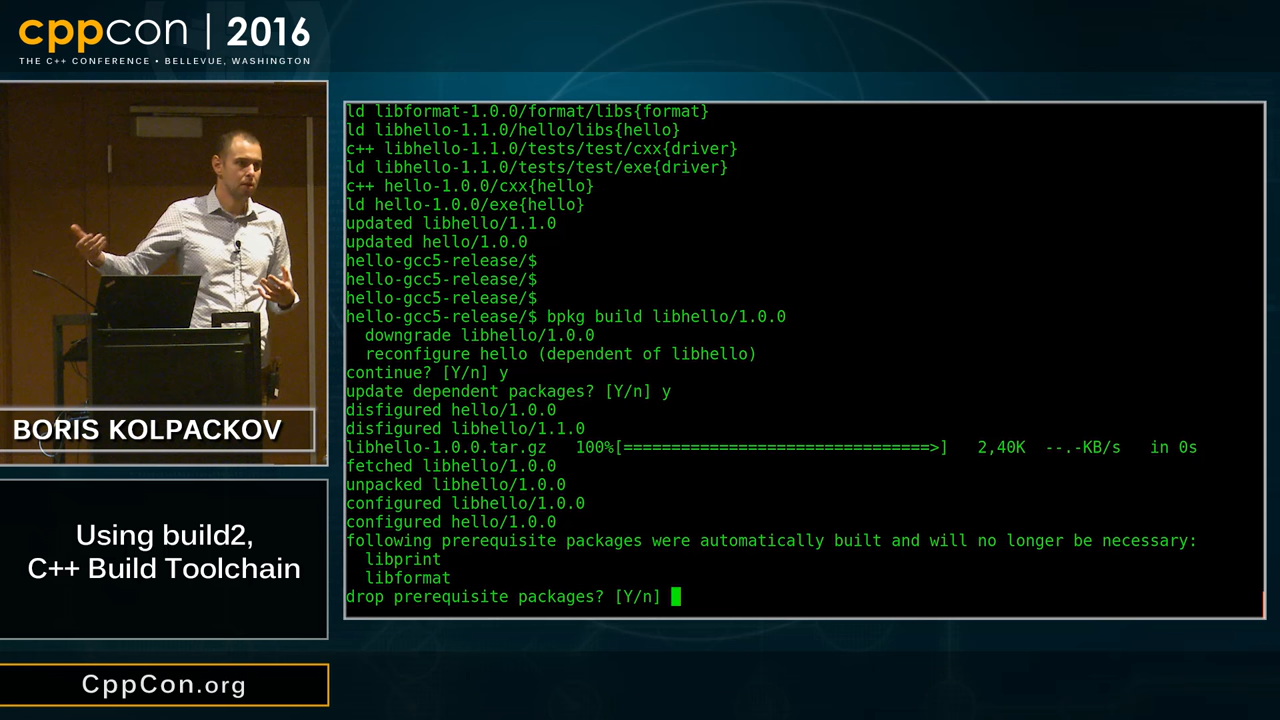 cppcon | 2016
THE C++ CONFERENCE • BELLEVUE, WASHINGTON
ld libformat-1.0.0/format/libs{format}
ld libhello-1.1.0/hello/libs{hello}
c++ libhello-1.1.0/tests/test/cxx{driver}
ld libhello-1.1.0/tests/test/exe{driver}
c++ hello-1.0.0/cxx{hello}
ld hello-1.0.0/exe{hello}
updated libhello/1.1.0
updated hello/1.0.0
hello-gcc5-release/$
hello-gcc5-release/$
hello-gcc5-release/$
hello-gcc5-release/$ bpkg build libhello/1.0.0
  downgrade libhello/1.0.0
  reconfigure hello (dependent of libhello)
continue? [Y/n] y
update dependent packages? [Y/n] y
disfigured hello/1.0.0
disfigured libhello/1.1.0
libhello-1.0.0.tar.gz   100%[================================>]   2,40K  --.-KB/s   in 0s
fetched libhello/1.0.0
unpacked libhello/1.0.0
configured libhello/1.0.0
configured hello/1.0.0
following prerequisite packages were automatically built and will no longer be necessary:
  libprint
  libformat
drop prerequisite packages? [Y/n]
BORIS KOLPACKOV
Using build2,
C++ Build Toolchain
CppCon.org